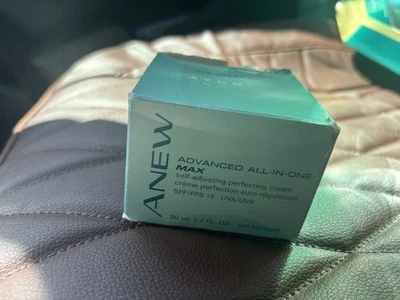 AVON
ANEW
ADVANCED ALL-IN-ONE
MAX
self-adjusting perfecting cream
crème perfection auto-régulatrice
SPF/FPS 15 UVA/UVB
50 ml 1.7 FL. OZ.